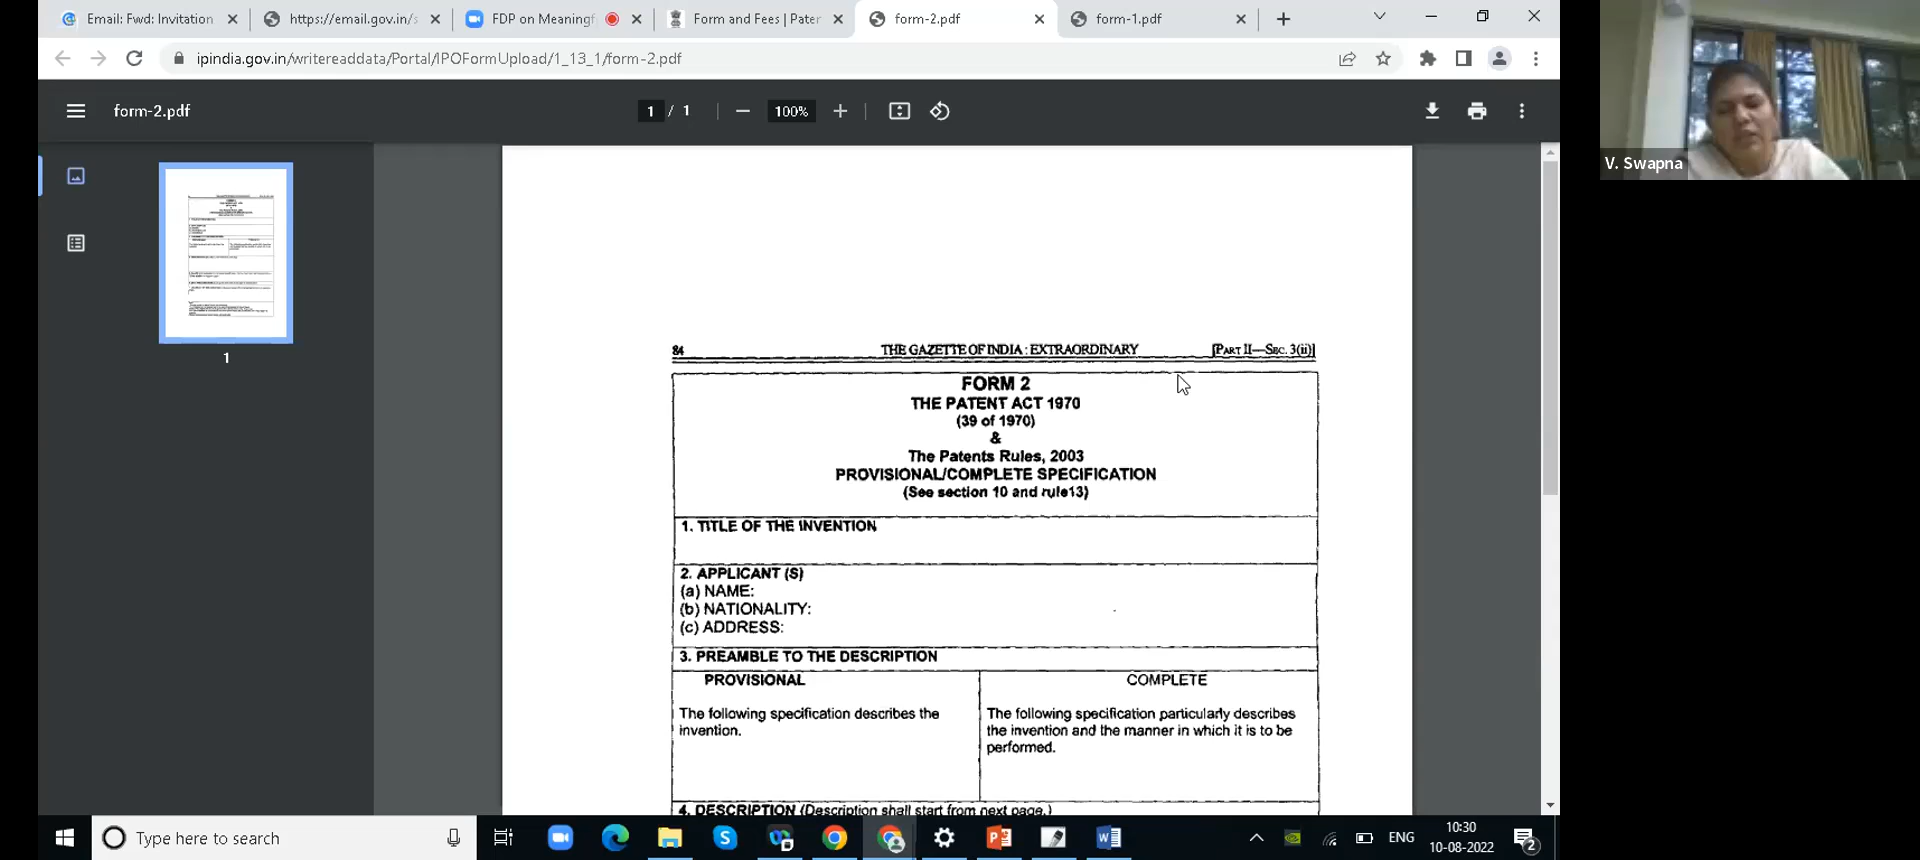 Email: Fwd: Invitation
https://email.gov.in/s
FDP on Meaningf
Form and Fees | Pater
form-2.pdf
form-1.pdf
ipindia.gov.in/writereaddata/Portal/IPOFormUpload/1_13_1/form-2.pdf
form-2.pdf
1 / 1
100%
1
V. Swapna
84 THE GAZETTE OF INDIA : EXTRAORDINARY [PART II—SEC. 3(ii)]
FORM 2
THE PATENT ACT 1970
(39 of 1970)
&
The Patents Rules, 2003
PROVISIONAL/COMPLETE SPECIFICATION
(See section 10 and rule13)
1. TITLE OF THE INVENTION
2. APPLICANT (S)
(a) NAME:
(b) NATIONALITY:
(c) ADDRESS:
3. PREAMBLE TO THE DESCRIPTION
PROVISIONAL
The following specification describes the
invention.
COMPLETE
The following specification particularly describes
the invention and the manner in which it is to be
performed.
4. DESCRIPTION (Description shall start from next page.)
Type here to search
ENG
10:30
10-08-2022
2